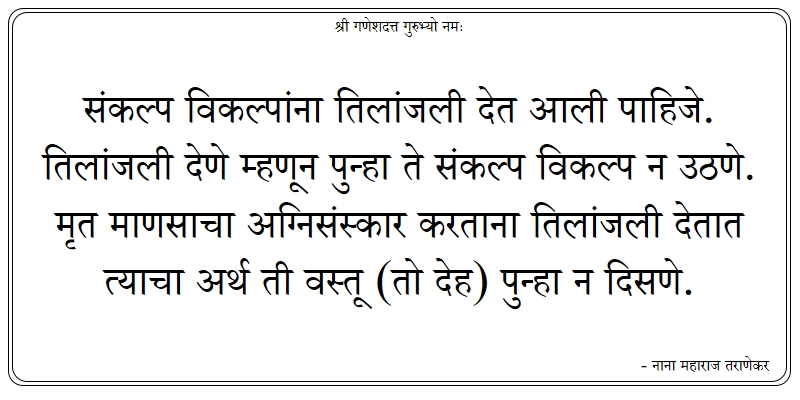 श्री गणेशदत्त गुरुभ्यो नमः
संकल्प विकल्पांना तिलांजली देत आली पाहिजे.
तिलांजली देणे म्हणून पुन्हा ते संकल्प विकल्प न उठणे.
मृत माणसाचा अग्निसंस्कार करताना तिलांजली देतात
त्याचा अर्थ ती वस्तू (तो देह) पुन्हा न दिसणे.
- नाना महाराज तराणेकर